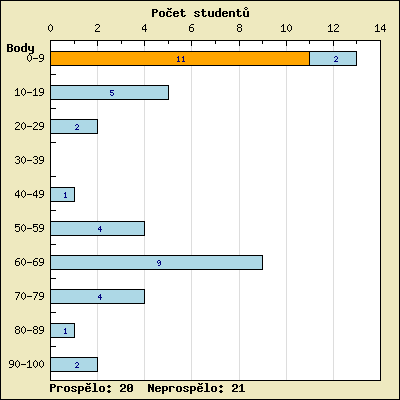 Počet studentů
0 2 4 6 8 10 12 14
Body
0-9 11 2
10-19 5
20-29 2
30-39
40-49 1
50-59 4
60-69 9
70-79 4
80-89 1
90-100 2
Prospělo: 20 Neprospělo: 21